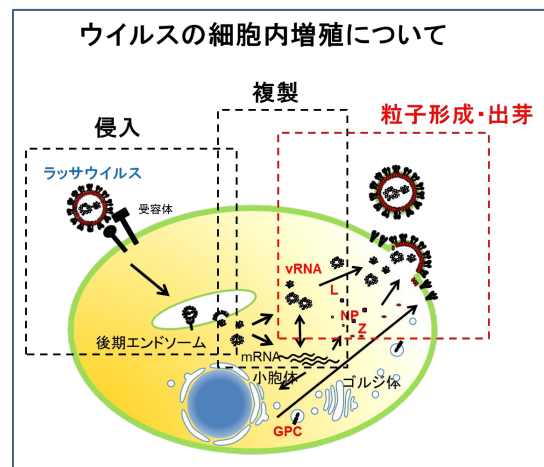 ウイルスの細胞内増殖について
複製
粒子形成・出芽
侵入
ラッサウイルス
受容体
vRNA
L
NP
Z
後期エンドソーム
mRNA
小胞体
ゴルジ体
GPC